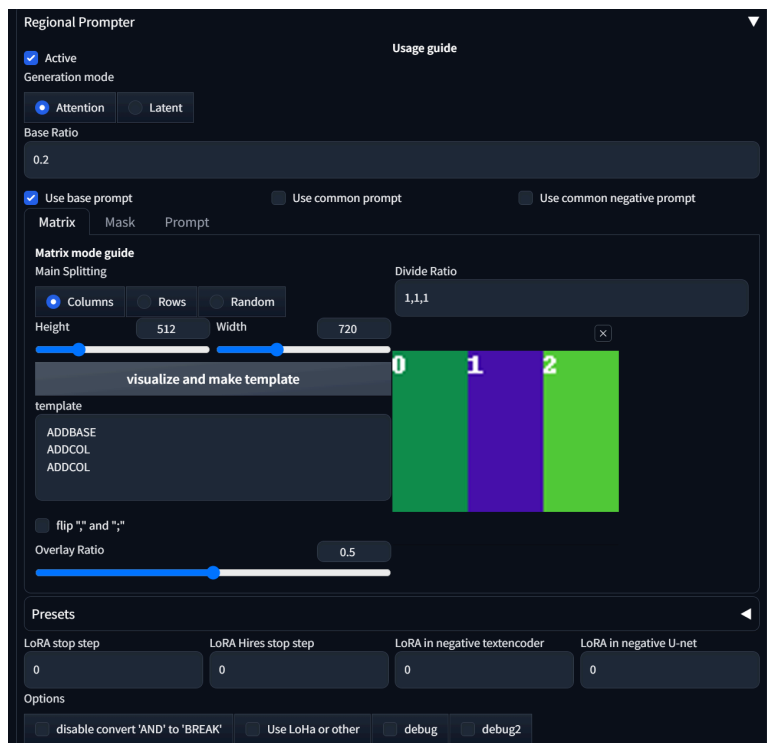 Regional Prompter
Usage guide
Active
Generation mode
Attention Latent
Base Ratio
0.2
Use base prompt Use common prompt Use common negative prompt
Matrix Mask Prompt
Matrix mode guide
Main Splitting Divide Ratio
Columns Rows Random 1,1,1
Height 512 Width 720
0 1 2
visualize and make template
template
ADDBASE
ADDCOL
ADDCOL
flip "," and ";"
Overlay Ratio 0.5
Presets
LoRA stop step LoRA Hires stop step LoRA in negative textencoder LoRA in negative U-net
0 0 0 0
Options
disable convert 'AND' to 'BREAK' Use LoHa or other debug debug2